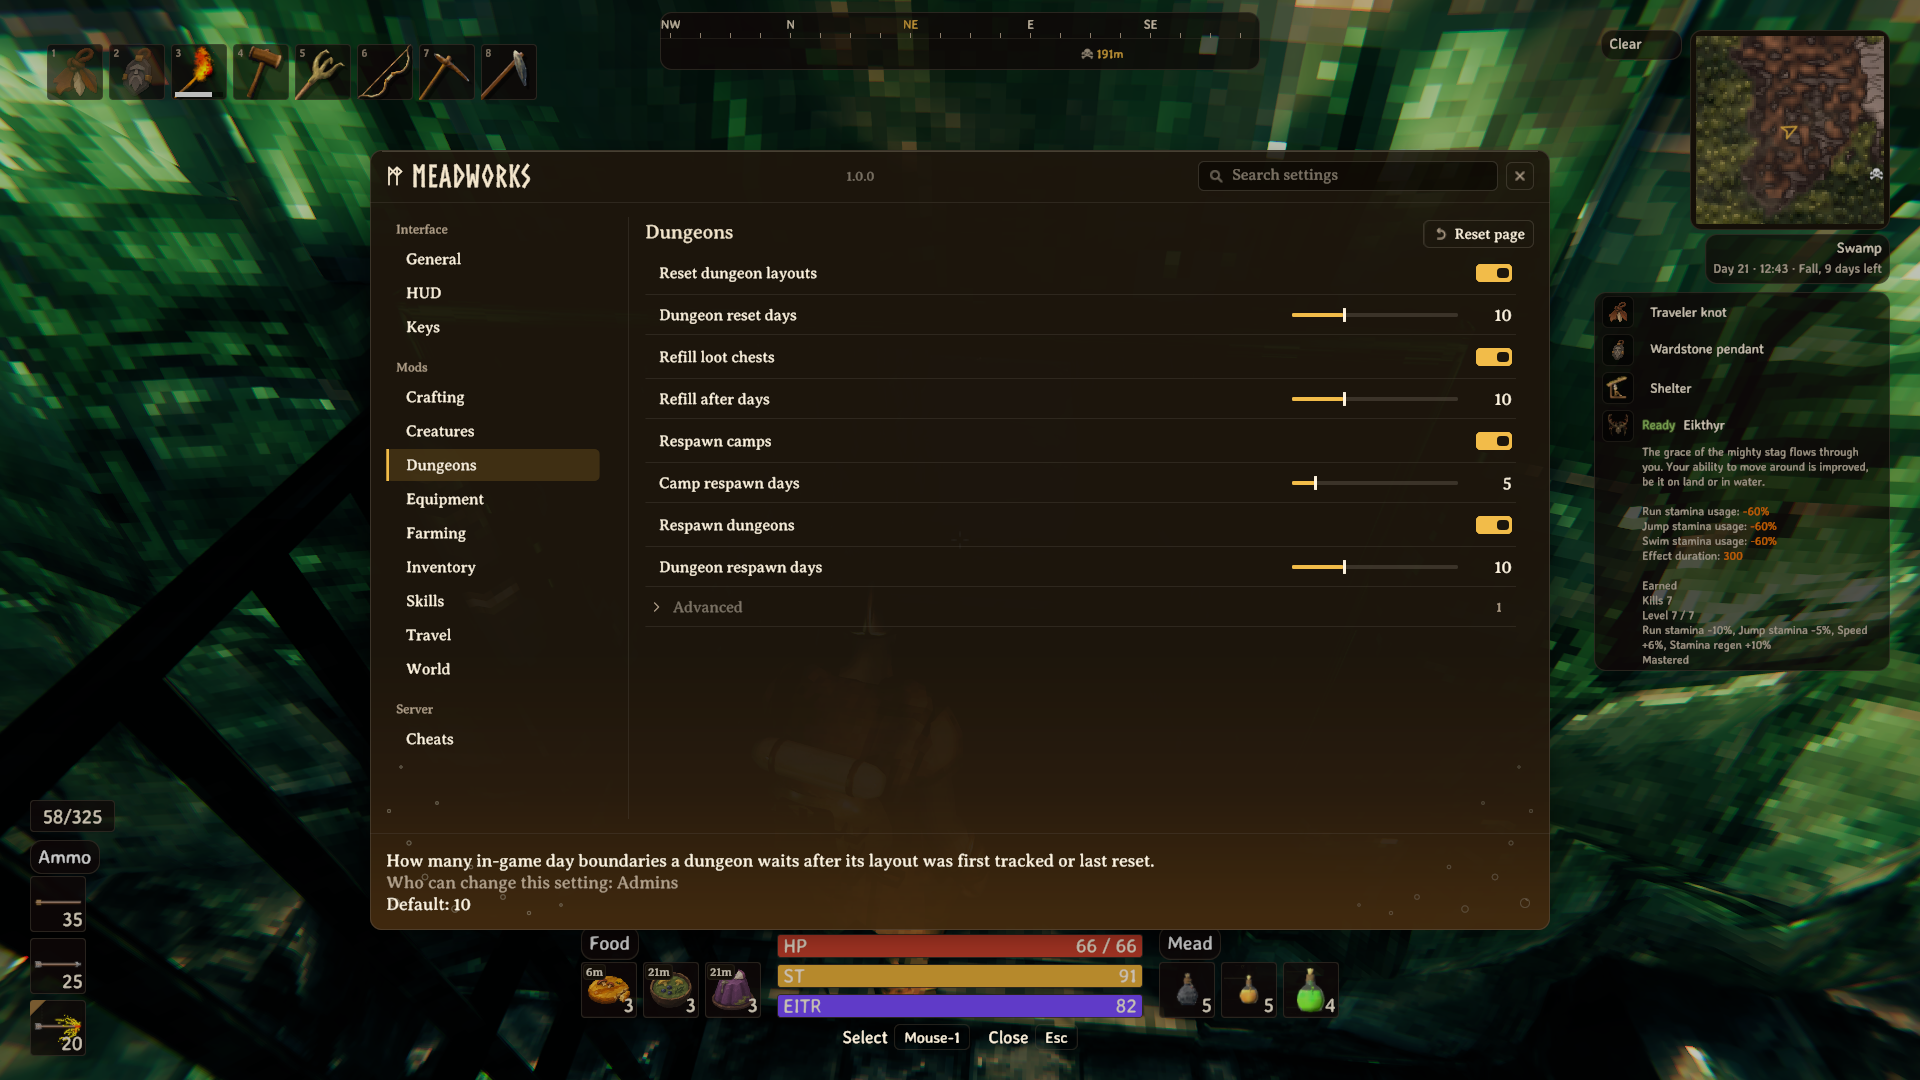 NW N NE E SE
191m
1 2 3 4 5 6 7 8
Clear
MEADWORKS
1.0.0
Search settings
Interface
General
HUD
Keys
Mods
Crafting
Creatures
Dungeons
Equipment
Farming
Inventory
Skills
Travel
World
Server
Cheats
Dungeons
Reset page
Reset dungeon layouts
Dungeon reset days 10
Refill loot chests
Refill after days 10
Respawn camps
Camp respawn days 5
Respawn dungeons
Dungeon respawn days 10
Advanced 1
How many in-game day boundaries a dungeon waits after its layout was first tracked or last reset.
Who can change this setting: Admins
Default: 10
Swamp
Day 21 · 12:43 · Fall, 9 days left
Traveler knot
Wardstone pendant
Shelter
Ready Eikthyr
The grace of the mighty stag flows through
you. Your ability to move around is improved,
be it on land or in water.
Run stamina usage: -60%
Jump stamina usage: -60%
Swim stamina usage: -60%
Effect duration: 300
Earned
Kills 7
Level 7 / 7
Run stamina -10%, Jump stamina -5%, Speed
+6%, Stamina regen +10%
Mastered
58/325
Ammo
35
25
20
Food
6m 3
21m 3
21m 3
HP 66 / 66
ST 91
EITR 82
Mead
5
5
4
Select Mouse-1 Close Esc